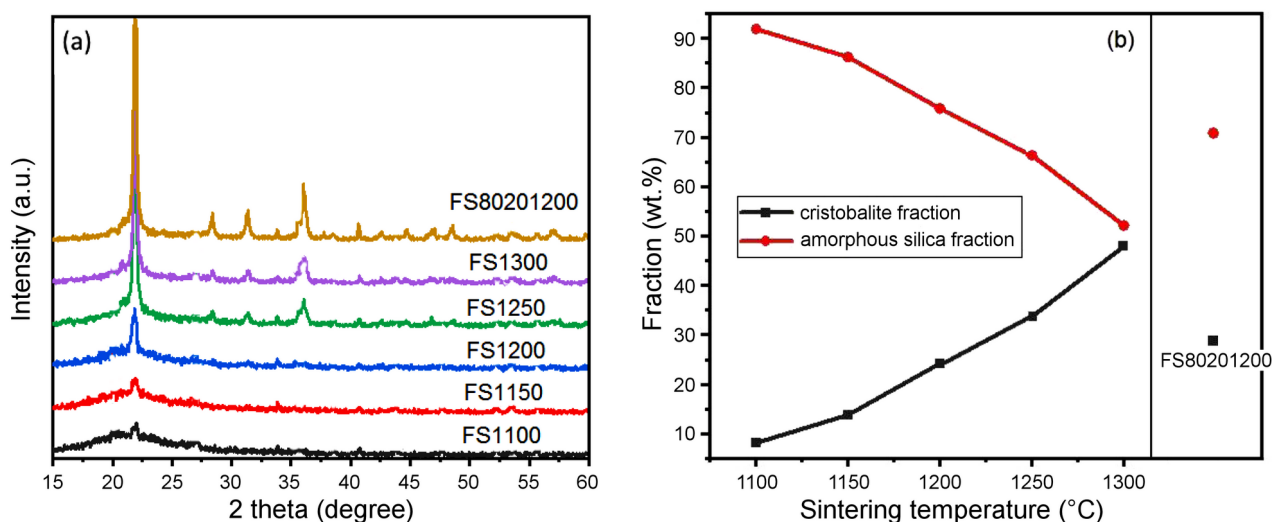 (a)
Intensity (a.u.)
FS80201200
FS1300
FS1250
FS1200
FS1150
FS1100
15 20 25 30 35 40 45 50 55 60
2 theta (degree)
(b)
Fraction (wt.%)
90
80
70
60
50
40
30
20
10
cristobalite fraction
amorphous silica fraction
FS80201200
1100 1150 1200 1250 1300
Sintering temperature (°C)